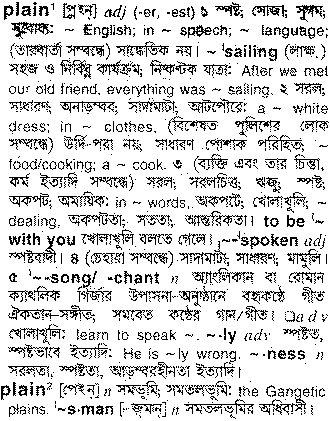 plain¹ [প্লেইন্] adj (-er, -est) ১ স্পষ্ট; সোজা; সুগম;
সুবোধ্য: ~ English; in ~ speech; ~ language;
(তারবার্তা সম্বন্ধে) সাঙ্কেতিক নয়। ~ ˈsailing (লাক্ষ.)
সহজ ও নির্বিঘ্ন কার্যক্রম; নিষ্কণ্টক যাত্রা: After we met
our old friend, everything was ~ sailing. ২ সরল;
সাধারণ; অনাড়ম্বর; সাদামাটা; আটপৌরে: a ~ white
dress; in ~ clothes, (বিশেষত পুলিশের লোক
সম্বন্ধে) উর্দি-পরা নয়; সাধারণ পোশাক পরিহিত; ~
food/cooking; a ~ cook. ৩ (ব্যক্তি এবং তার চিন্তা,
কর্ম ইত্যাদি সম্বন্ধে) সরল; সরলচিত্ত; ঋজু; স্পষ্ট;
অকপট; অমায়িক: in ~ words, অকপটে; খোলাখুলি; ~
dealing, অকপটতা; সততা; আন্তরিকতা। to be ~
with you খোলাখুলি বলতে গেলে। ˌ~-ˈspoken adj
স্পষ্টবাদী। ৪ (চেহারা সম্বন্ধে) সাদামাটা; সাধারণ; মামুলি।
৫ ˈ~-song/ -chant n অ্যাংলিকান বা রোমান
ক্যাথলিক গির্জার উপাসনা-অনুষ্ঠানে বহুকণ্ঠে গীত
ঐকতান-সঙ্গীত; সমবেত কণ্ঠের গান/গীত। □adv
খোলাখুলি: learn to speak ~. ~·ly adv স্পষ্টত,
স্পষ্টভাবে ইত্যাদি: He is ~ly wrong. ~·ness n
সরলতা, স্পষ্টতা, আড়ম্বরহীনতা ইত্যাদি।
plain² [প্লেইন্] n সমভূমি; সমতলভূমি: the Gangetic
plains. ˈ~s·man [-জ়্মান্] n সমতলভূমির অধিবাসী।